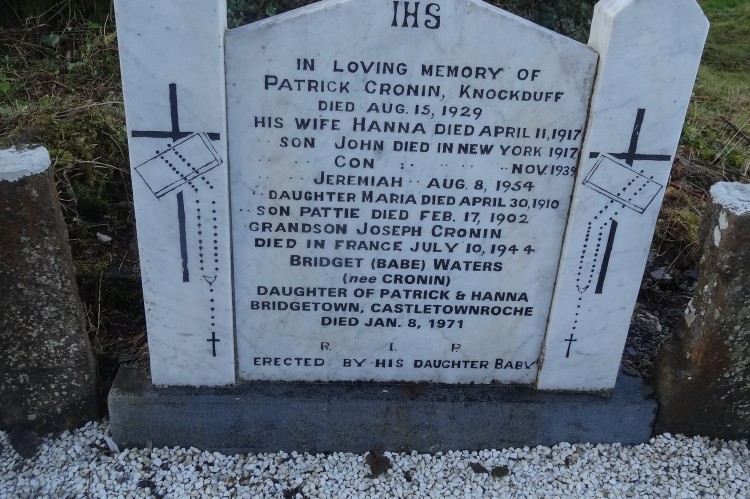 IHS
IN LOVING MEMORY OF
PATRICK CRONIN, KNOCKDUFF
DIED AUG. 15, 1929
HIS WIFE HANNA DIED APRIL 11, 1917
SON JOHN DIED IN NEW YORK 1917
" CON " " NOV. 1939
" JEREMIAH " AUG. 8, 1954
DAUGHTER MARIA DIED APRIL 30, 1910
SON PATTIE DIED FEB. 17, 1902
GRANDSON JOSEPH CRONIN
DIED IN FRANCE JULY 10, 1944
BRIDGET (BABE) WATERS
(nee CRONIN)
DAUGHTER OF PATRICK & HANNA
BRIDGETOWN, CASTLETOWNROCHE
DIED JAN. 8, 1971
R. I. P.
ERECTED BY HIS DAUGHTER BABY